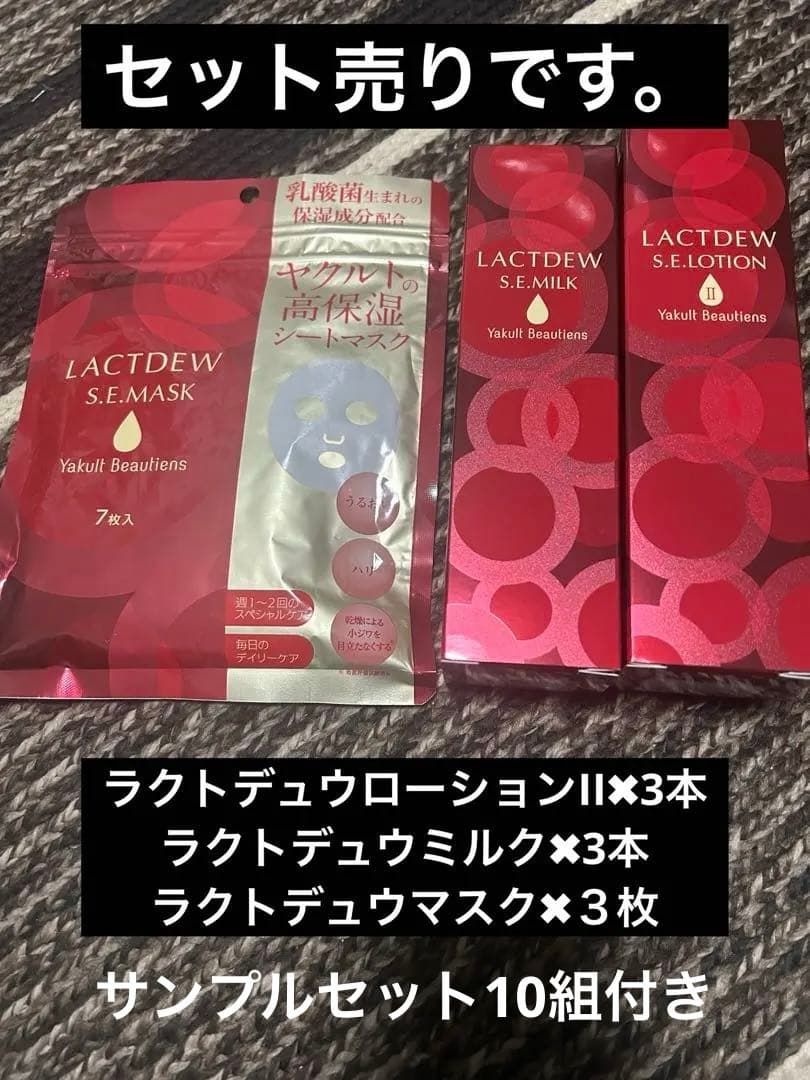 セット売りです。
乳酸菌生まれの
保湿成分配合
ヤクルトの
高保湿
シートマスク
LACTDEW
S.E.MASK
Yakult Beautiens
7枚入
うるおい
ハリ
週1～2回の
スペシャルケア
毎日の
デイリーケア
乾燥による
小ジワを
目立たなくする
LACTDEW
S.E.MILK
Yakult Beautiens
LACTDEW
S.E.LOTION
II
Yakult Beautiens
ラクトデュウローションII✖3本
ラクトデュウミルク✖3本
ラクトデュウマスク✖３枚
サンプルセット10組付き